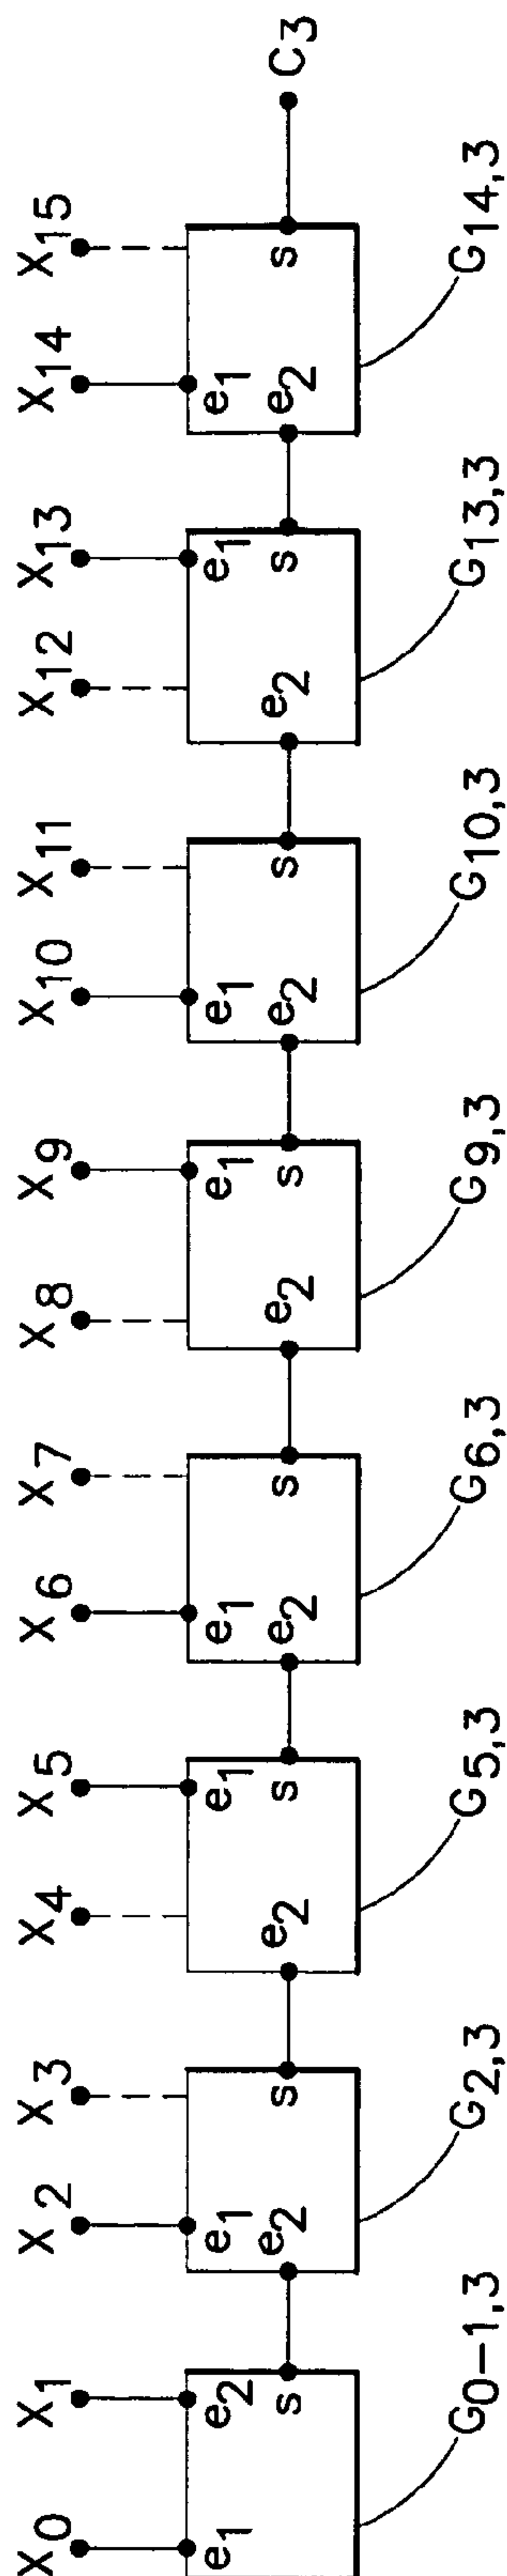 X0 X1 X2 X3 X4 X5 X6 X7 X8 X9 X10 X11 X12 X13 X14 X15
e1 e2 e1 e1 e1 e1 e1 e1 e1
s e2 s e2 s e2 s e2 s e2 s e2 s e2 s C3
G0-1,3 G2,3 G5,3 G6,3 G9,3 G10,3 G13,3 G14,3